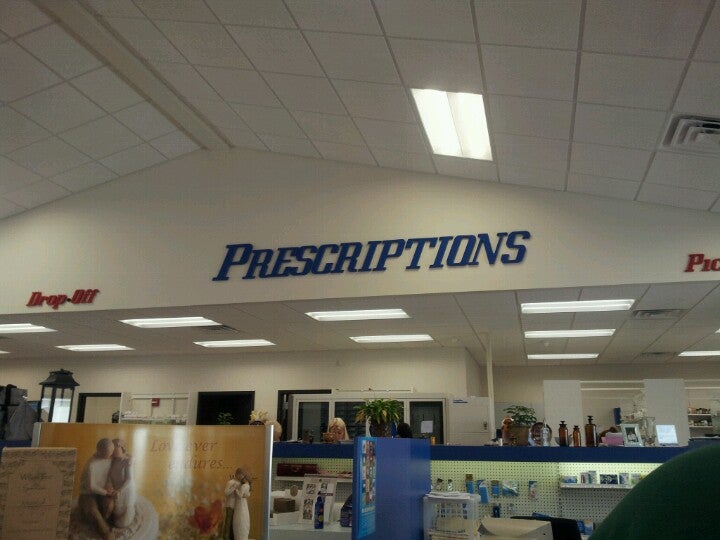 PRESCRIPTIONS
Drop-Off
Love ever
endures...